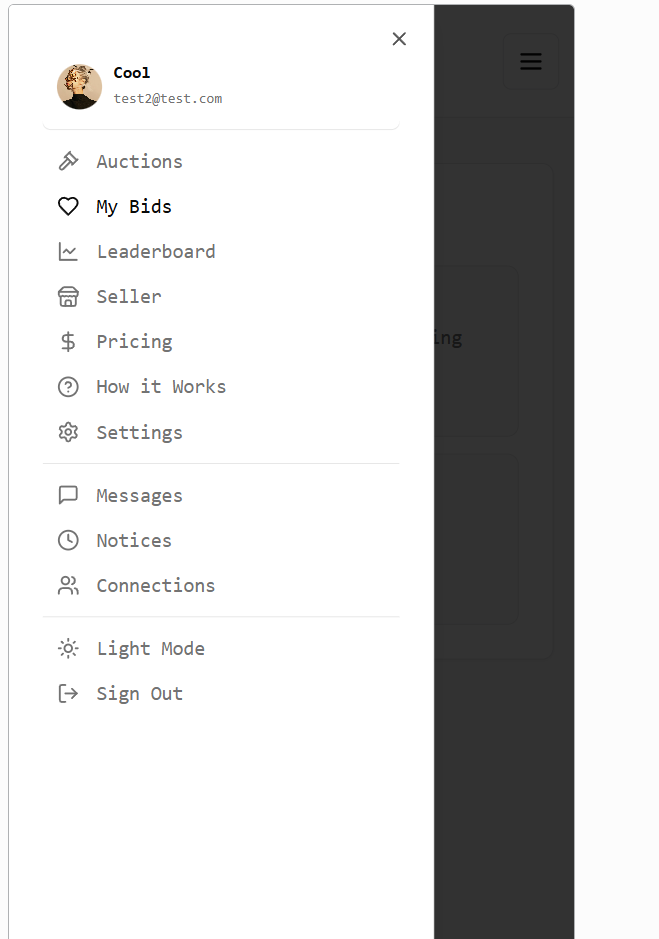 Cool
test2@test.com
Auctions
My Bids
Leaderboard
Seller
ing
Pricing
How it Works
Settings
Messages
Notices
Connections
Light Mode
Sign Out